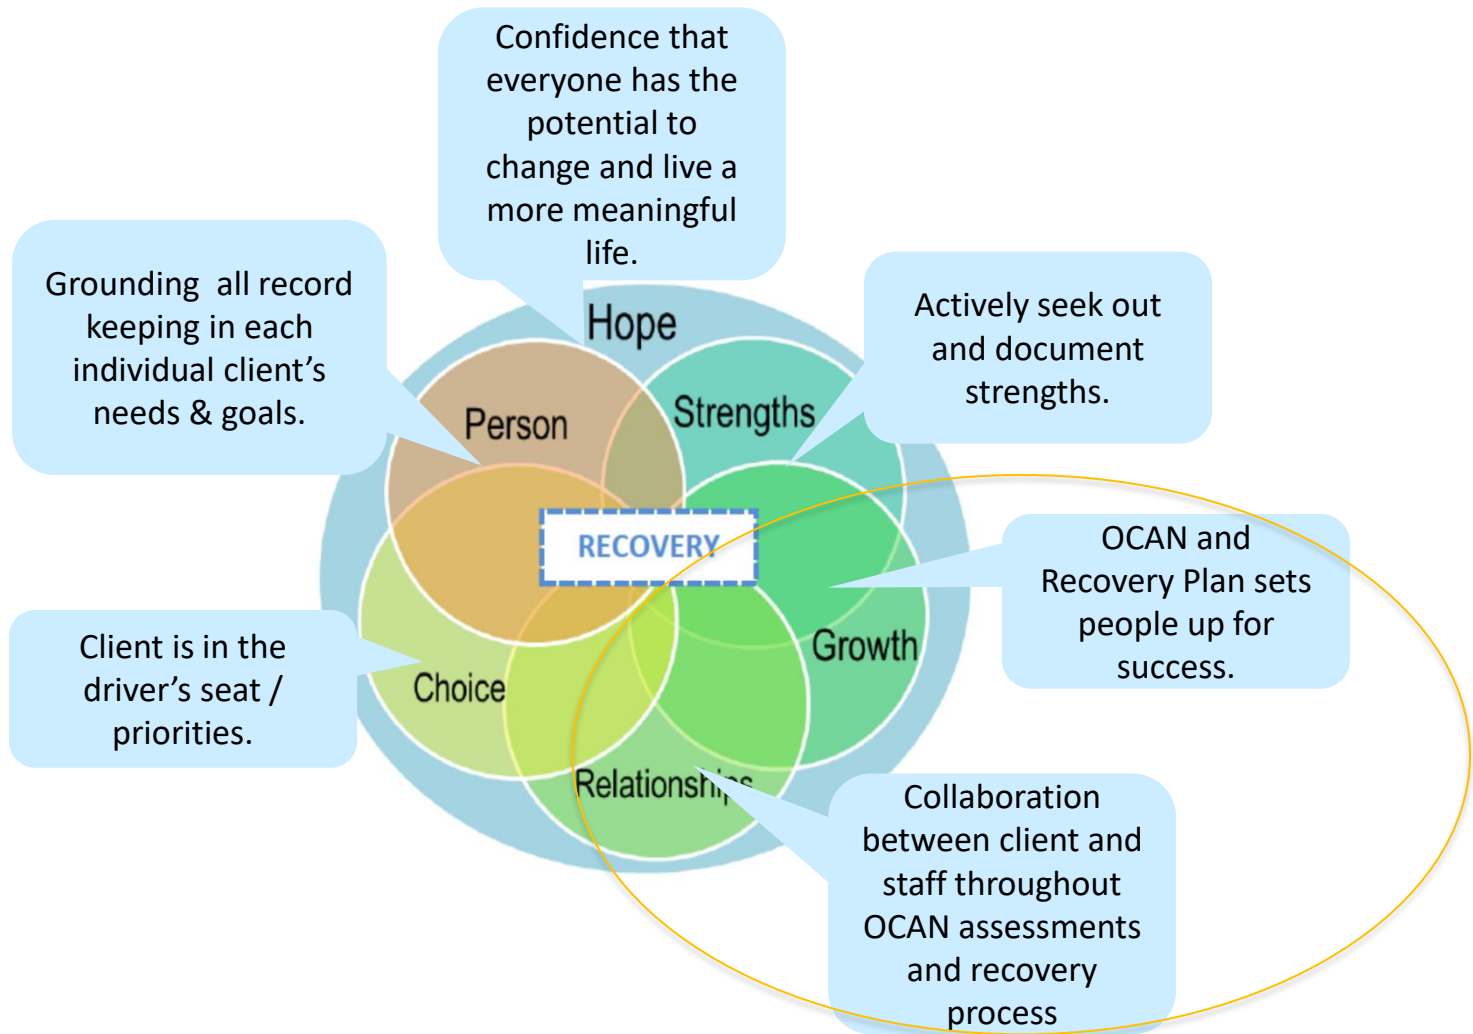 Confidence that
everyone has the
potential to
change and live a
more meaningful
life.
Grounding all record
keeping in each
individual client's
needs & goals.
Actively seek out
and document
strengths.
Hope
Person
Strengths
RECOVERY
OCAN and
Recovery Plan sets
people up for
success.
Client is in the
driver's seat /
priorities.
Choice
Growth
Relationships
Collaboration
between client and
staff throughout
OCAN assessments
and recovery
process